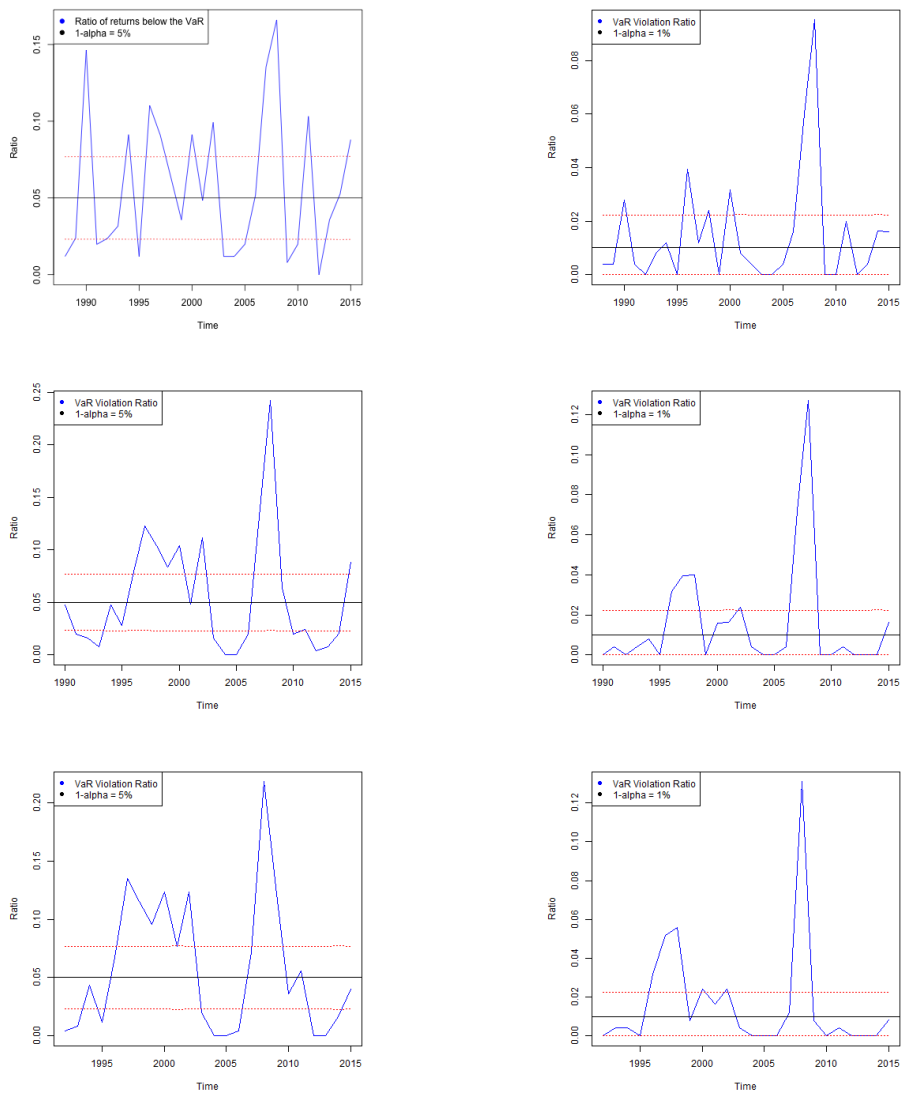 Ratio of returns below the VaR
1-alpha = 5%
Ratio
0.00 0.05 0.10 0.15
1990 1995 2000 2005 2010 2015
Time
VaR Violation Ratio
1-alpha = 1%
Ratio
0.00 0.02 0.04 0.06 0.08
1990 1995 2000 2005 2010 2015
Time
VaR Violation Ratio
1-alpha = 5%
Ratio
0.00 0.05 0.10 0.15 0.20 0.25
1990 1995 2000 2005 2010 2015
Time
VaR Violation Ratio
1-alpha = 1%
Ratio
0.00 0.02 0.04 0.06 0.08 0.10 0.12
1990 1995 2000 2005 2010 2015
Time
VaR Violation Ratio
1-alpha = 5%
Ratio
0.00 0.05 0.10 0.15 0.20
1995 2000 2005 2010 2015
Time
VaR Violation Ratio
1-alpha = 1%
Ratio
0.00 0.02 0.04 0.06 0.08 0.10 0.12
1995 2000 2005 2010 2015
Time